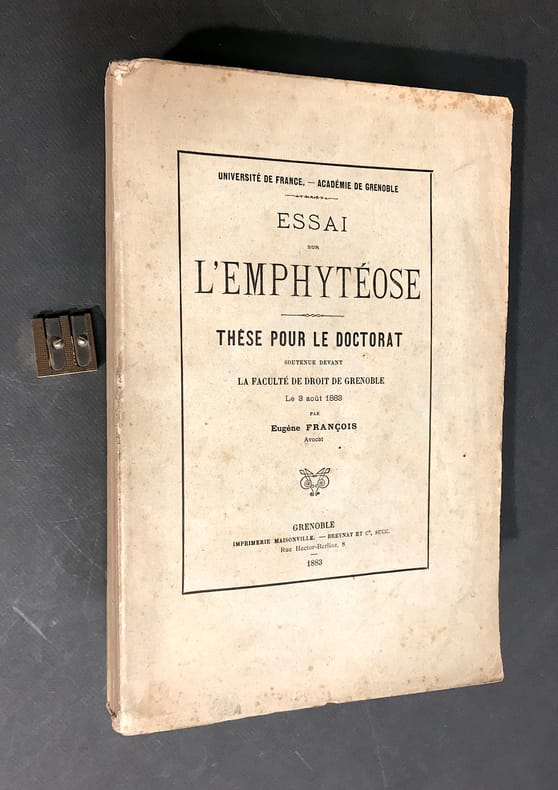 UNIVERSITÉ DE FRANCE. — ACADÉMIE DE GRENOBLE
ESSAI
SUR
L'EMPHYTÉOSE
THÈSE POUR LE DOCTORAT
SOUTENUE DEVANT
LA FACULTÉ DE DROIT DE GRENOBLE
Le 3 août 1883
PAR
Eugène FRANÇOIS
Avocat
GRENOBLE
IMPRIMERIE MAISONVILLE. — BREYNAT ET Cⁱᵉ, SUCC.
Rue Hector-Berlioz, 8
1883